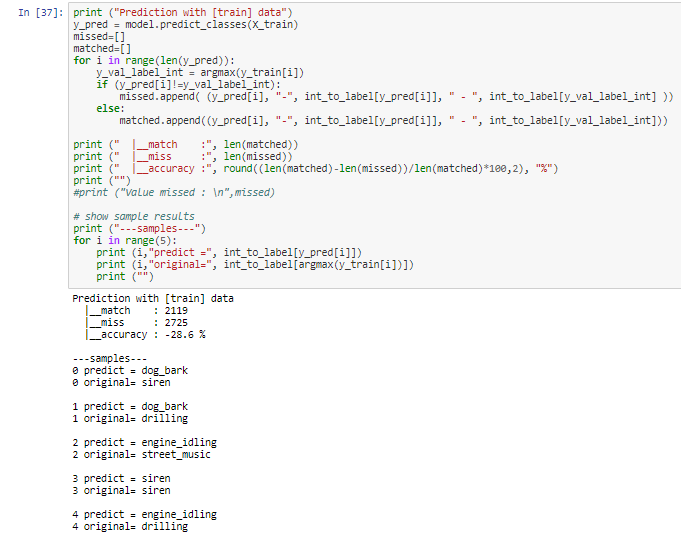 In [37]: print ("Prediction with [train] data")
y_pred = model.predict_classes(X_train)
missed=[]
matched=[]
for i in range(len(y_pred)):
    y_val_label_int = argmax(y_train[i])
    if (y_pred[i]!=y_val_label_int):
        missed.append( (y_pred[i], "-", int_to_label[y_pred[i]], " - ", int_to_label[y_val_label_int] ))
    else:
        matched.append((y_pred[i], "-", int_to_label[y_pred[i]], " - ", int_to_label[y_val_label_int]))
print ("  |__match    :", len(matched))
print ("  |__miss     :", len(missed))
print ("  |__accuracy :", round((len(matched)-len(missed))/len(matched)*100,2), "%")
print ("")
#print ("Value missed : \n",missed)
# show sample results
print ("---samples---")
for i in range(5):
    print (i,"predict =", int_to_label[y_pred[i]])
    print (i,"original=", int_to_label[argmax(y_train[i])])
    print ("")
Prediction with [train] data
  |__match    : 2119
  |__miss     : 2725
  |__accuracy : -28.6 %
---samples---
0 predict = dog_bark
0 original= siren
1 predict = dog_bark
1 original= drilling
2 predict = engine_idling
2 original= street_music
3 predict = siren
3 original= siren
4 predict = engine_idling
4 original= drilling